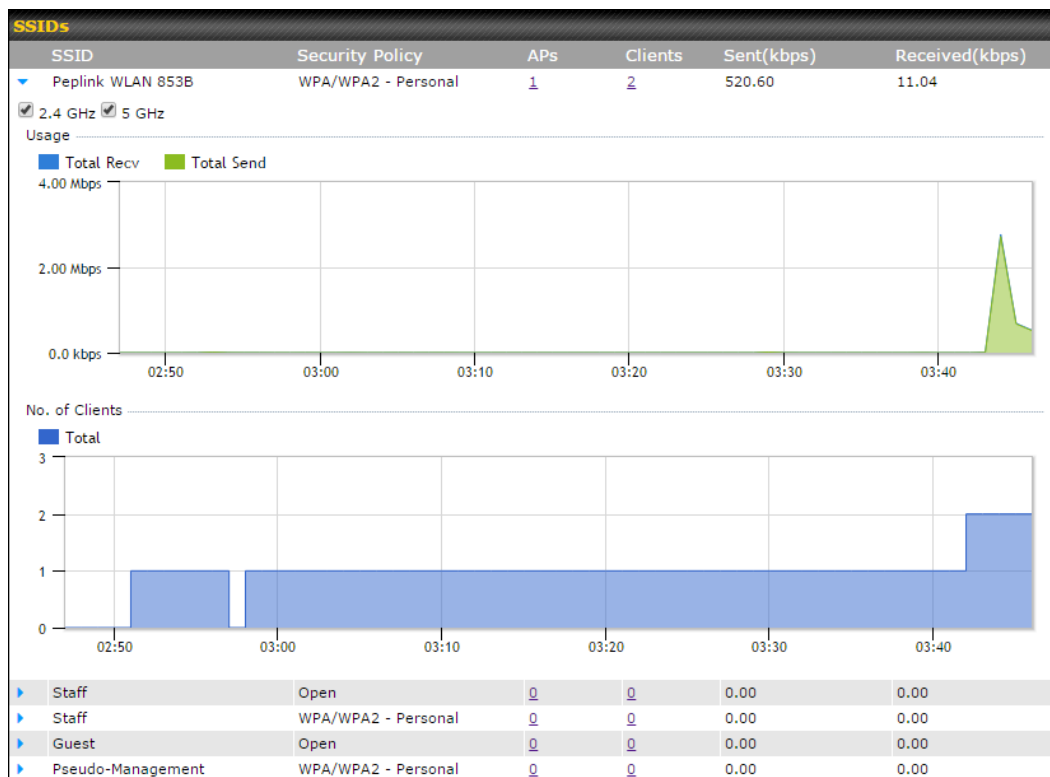 SSIDs
SSID Security Policy APs Clients Sent(kbps) Received(kbps)
Peplink WLAN 853B WPA/WPA2 - Personal 1 2 520.60 11.04
2.4 GHz 5 GHz
Usage
Total Recv Total Send
4.00 Mbps
2.00 Mbps
0.0 kbps
02:50 03:00 03:10 03:20 03:30 03:40
No. of Clients
Total
3
2
1
0
02:50 03:00 03:10 03:20 03:30 03:40
Staff Open 0 0 0.00 0.00
Staff WPA/WPA2 - Personal 0 0 0.00 0.00
Guest Open 0 0 0.00 0.00
Pseudo-Management WPA/WPA2 - Personal 0 0 0.00 0.00